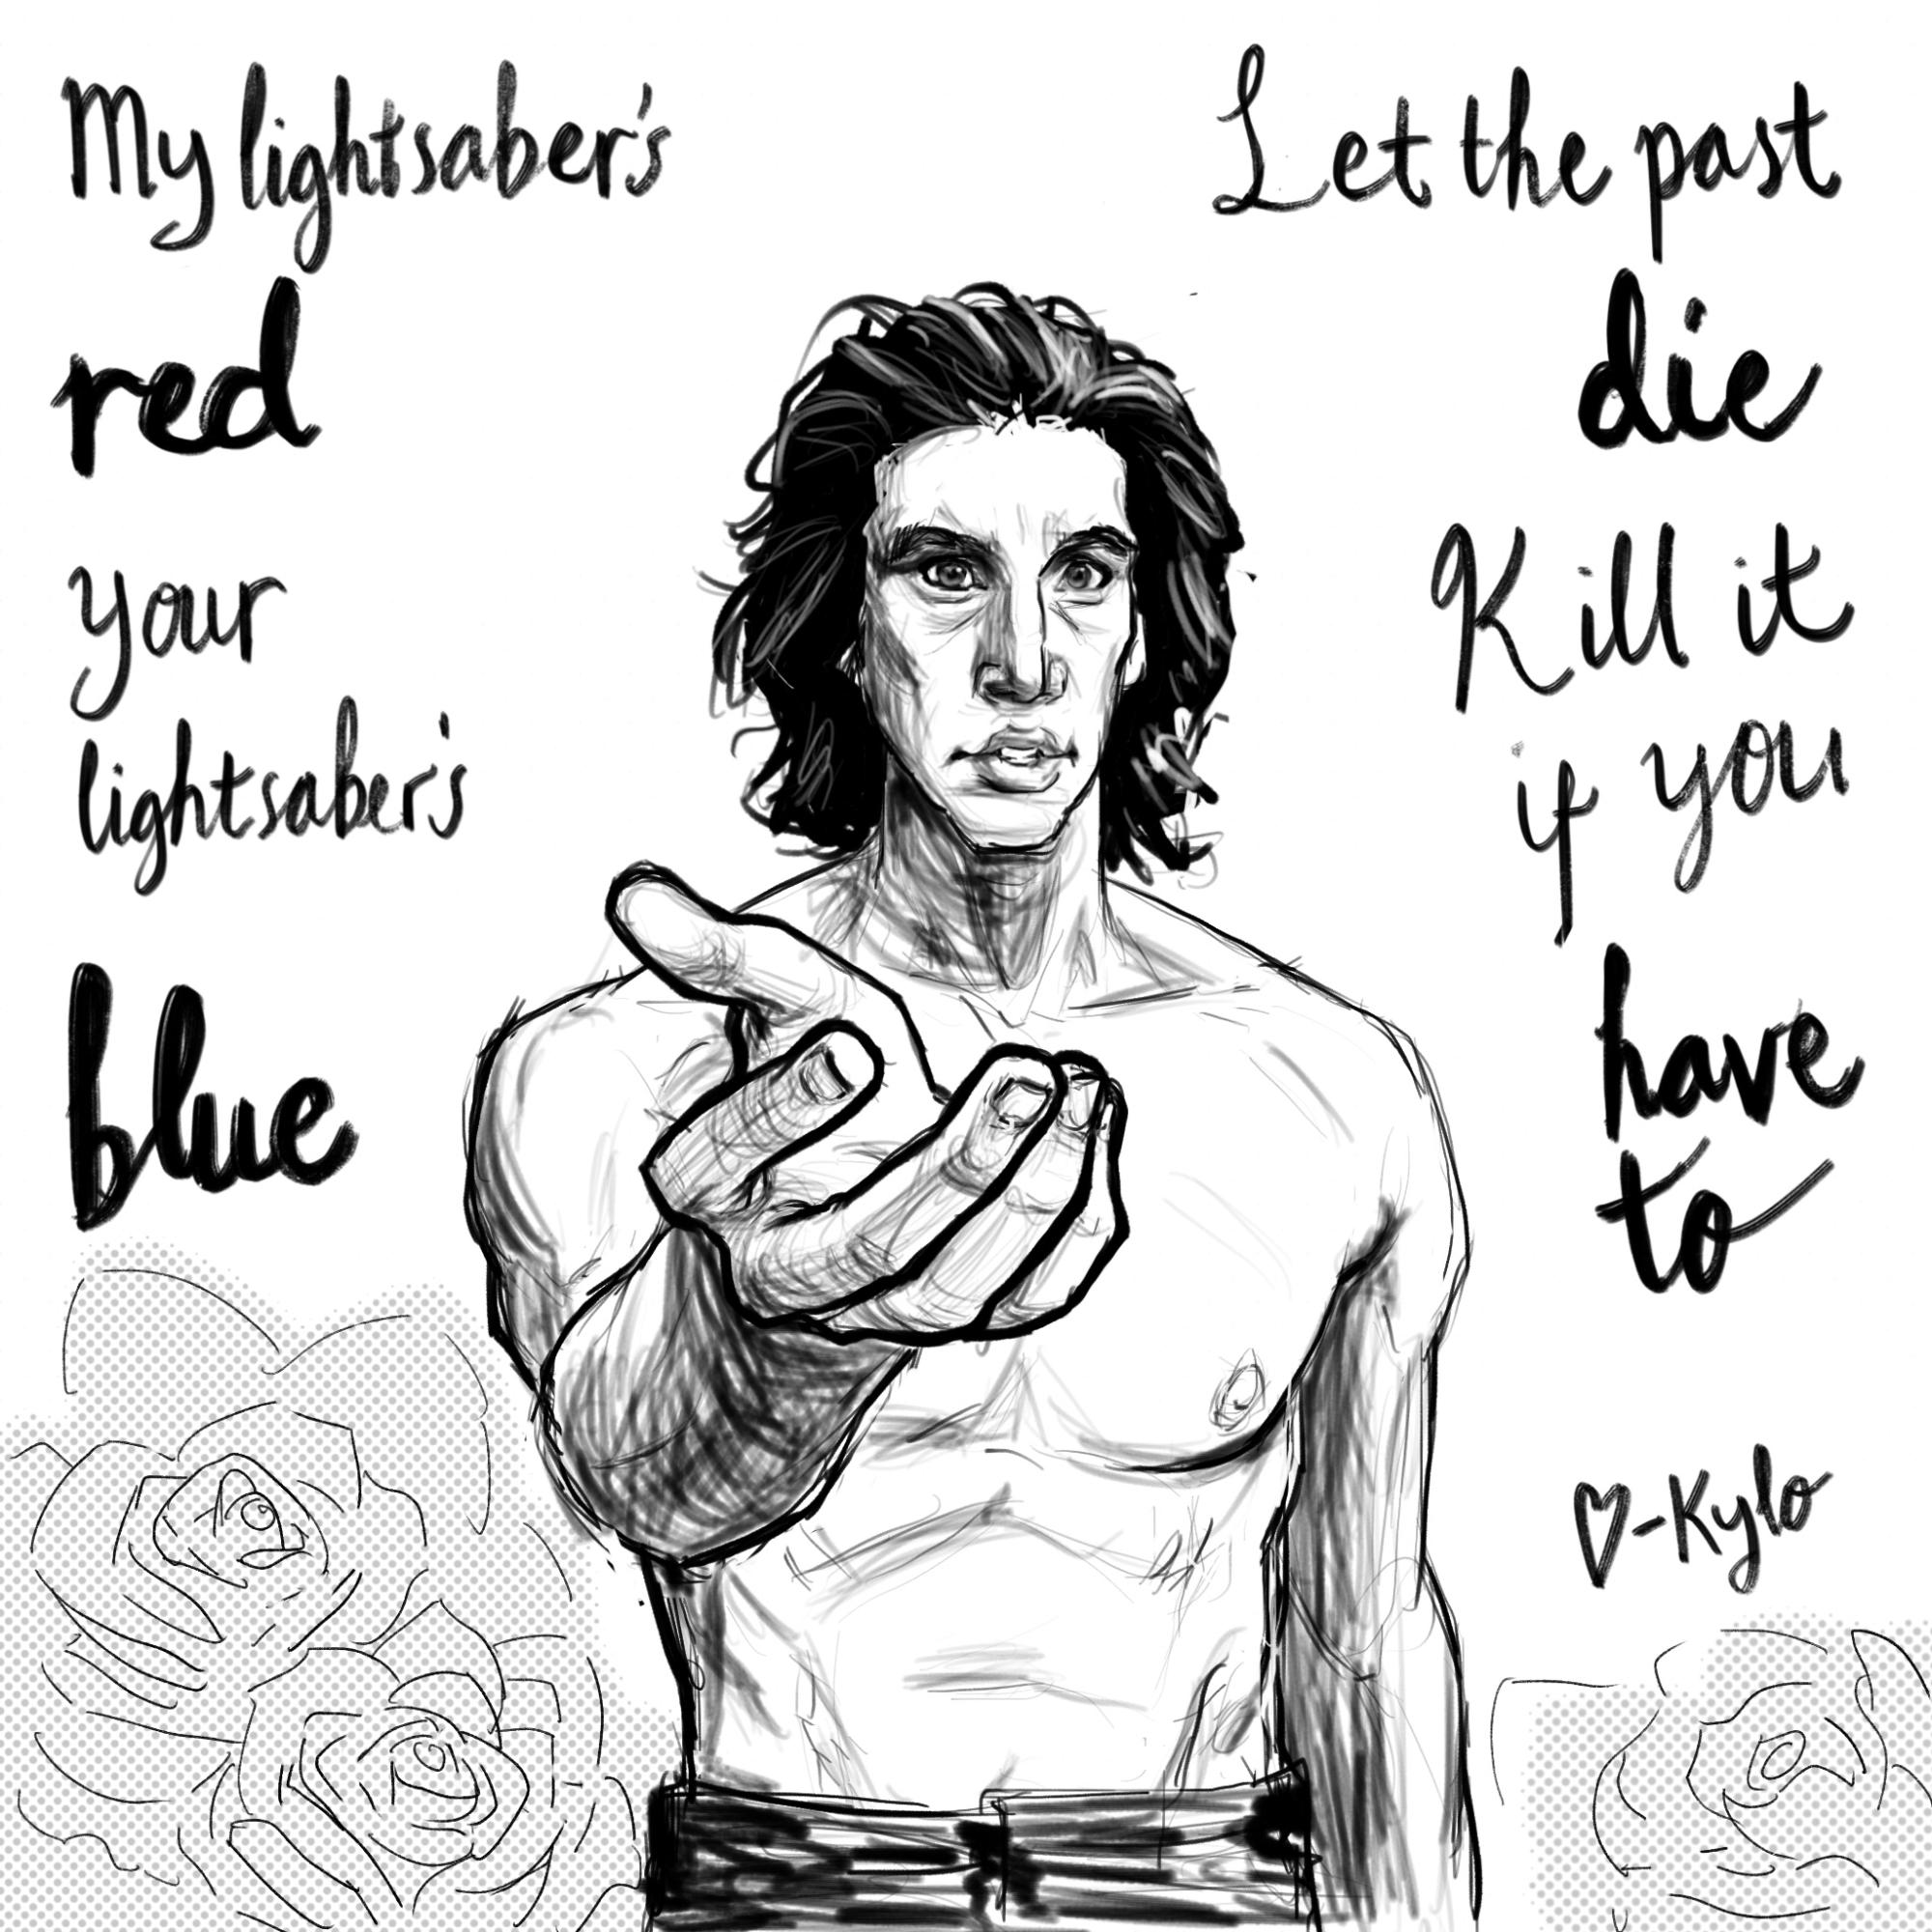 My lightsaber's
red
your
lightsaber's
blue
Let the past
die
Kill it
if you
have
to
♡-Kylo